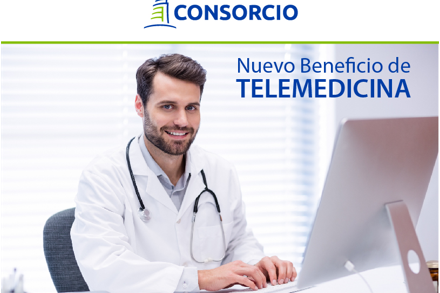 CONSORCIO
Nuevo Beneficio de
TELEMEDICINA